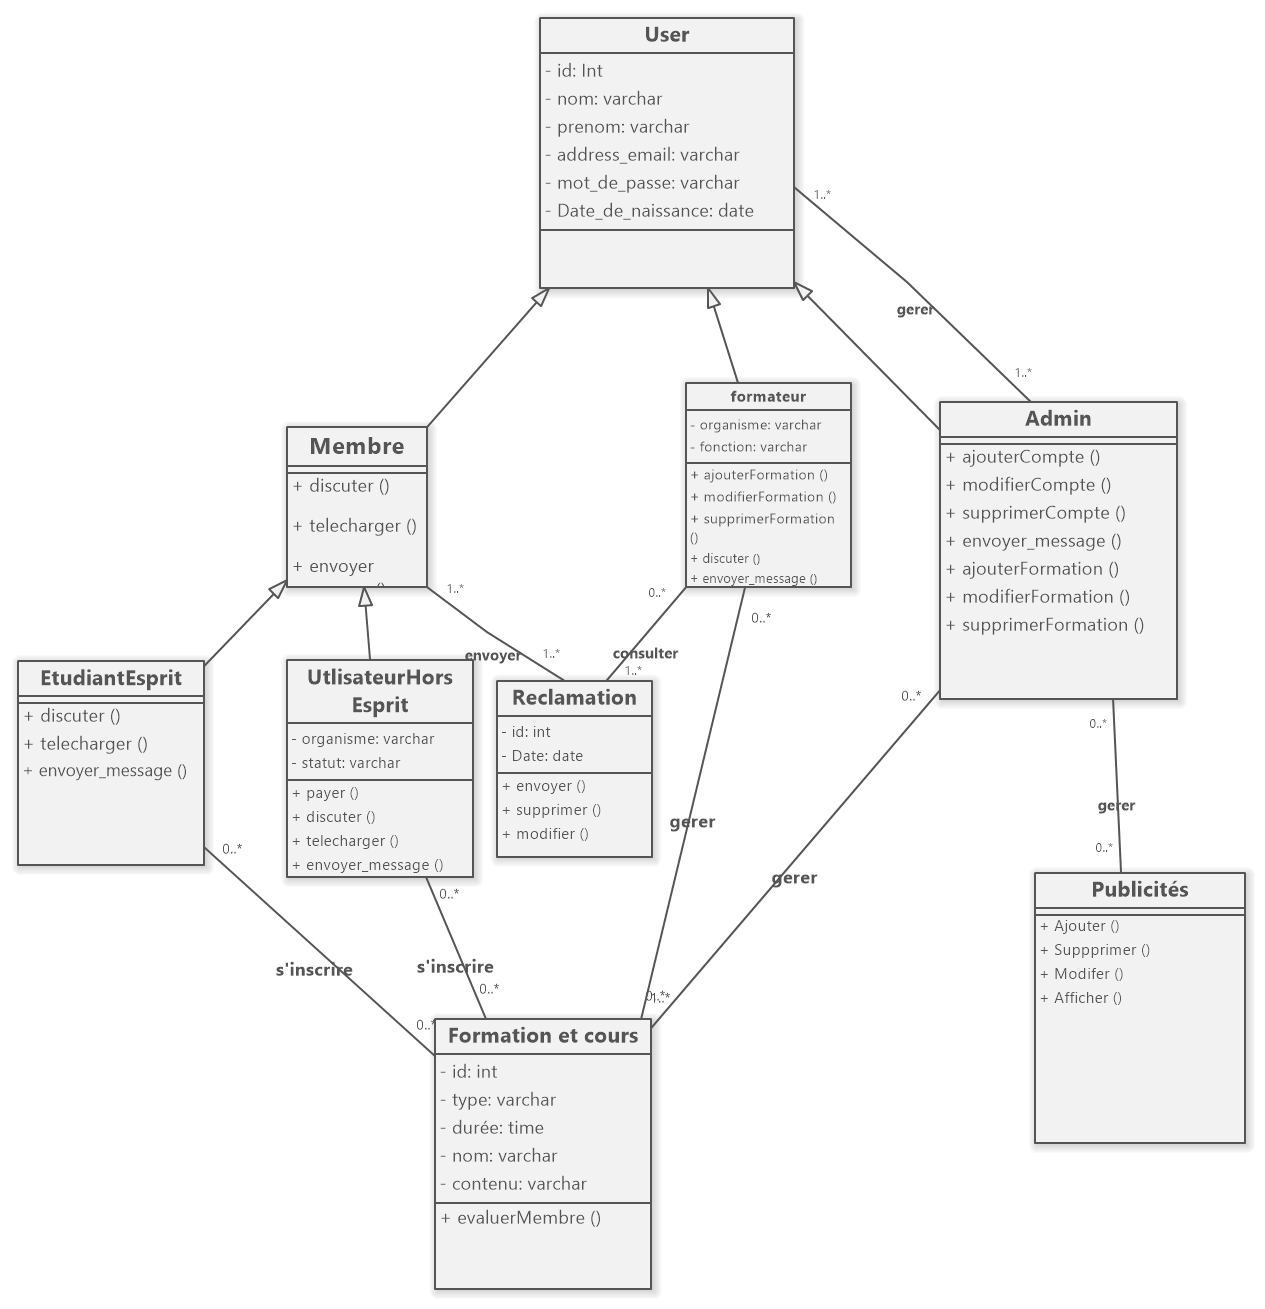 User
- id: Int
- nom: varchar
- prenom: varchar
- address_email: varchar
- mot_de_passe: varchar
- Date_de_naissance: date
1..*
gerer
1..*
formateur
- organisme: varchar
- fonction: varchar
+ ajouterFormation ()
+ modifierFormation ()
+ supprimerFormation
()
+ discuter ()
+ envoyer_message ()
Admin
+ ajouterCompte ()
+ modifierCompte ()
+ supprimerCompte ()
+ envoyer_message ()
+ ajouterFormation ()
+ modifierFormation ()
+ supprimerFormation ()
Membre
+ discuter ()
+ telecharger ()
+ envoyer
()
1..*
envoyer
1..*
0..*
consulter
1..*
0..*
gerer
0..*
0..*
gerer
1..*
0..*
gerer
0..*
EtudiantEsprit
+ discuter ()
+ telecharger ()
+ envoyer_message ()
UtlisateurHors
Esprit
- organisme: varchar
- statut: varchar
+ payer ()
+ discuter ()
+ telecharger ()
+ envoyer_message ()
Reclamation
- id: int
- Date: date
+ envoyer ()
+ supprimer ()
+ modifier ()
0..*
s'inscrire
0..*
0..*
s'inscrire
0..*
Publicités
+ Ajouter ()
+ Suppprimer ()
+ Modifer ()
+ Afficher ()
Formation et cours
- id: int
- type: varchar
- durée: time
- nom: varchar
- contenu: varchar
+ evaluerMembre ()